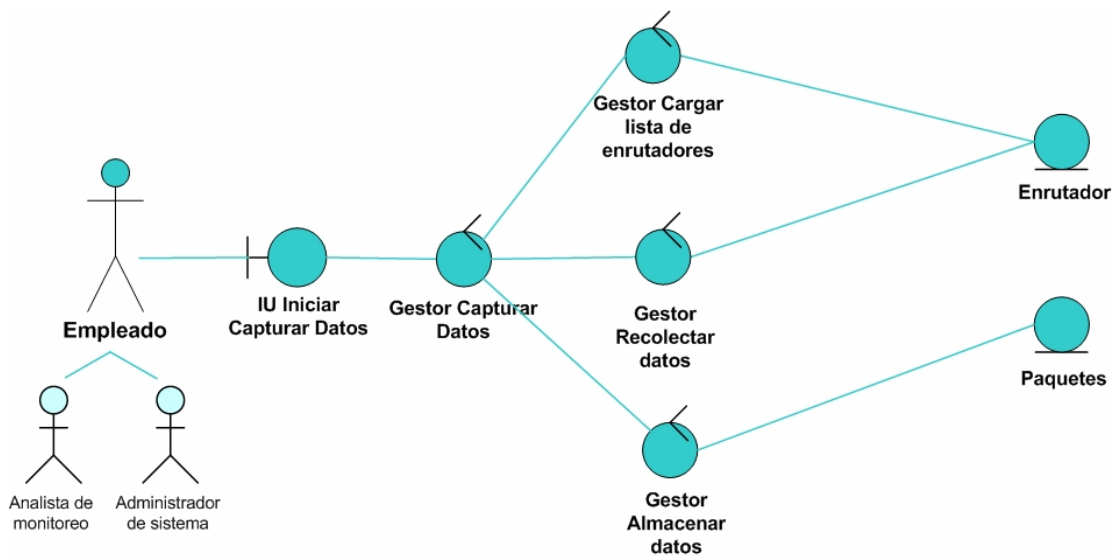 Gestor Cargar
lista de
enrutadores
Enrutador
Empleado
IU Iniciar
Capturar Datos
Gestor Capturar
Datos
Gestor
Recolectar
datos
Paquetes
Analista de
monitoreo
Administrador
de sistema
Gestor
Almacenar
datos